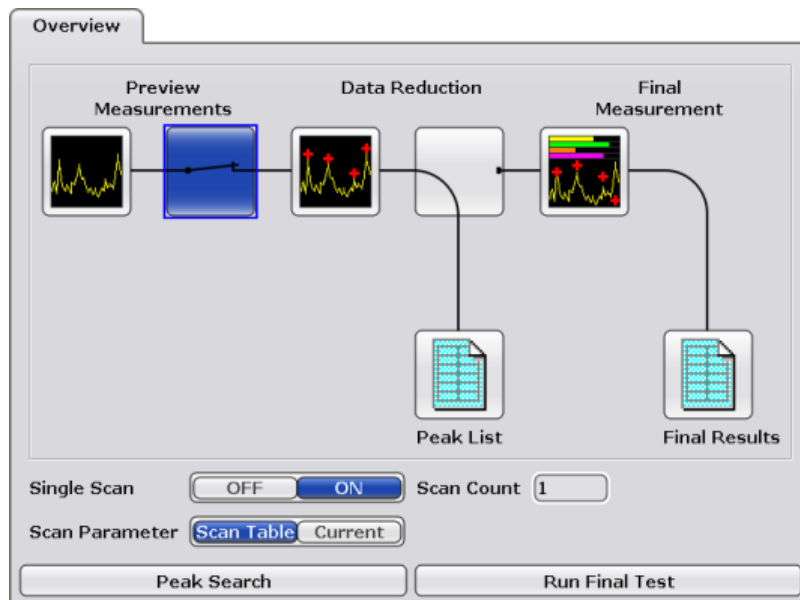 Overview
Preview
Measurements
Data Reduction
Final
Measurement
Peak List
Final Results
Single Scan
OFF
ON
Scan Count
1
Scan Parameter
Scan Table
Current
Peak Search
Run Final Test